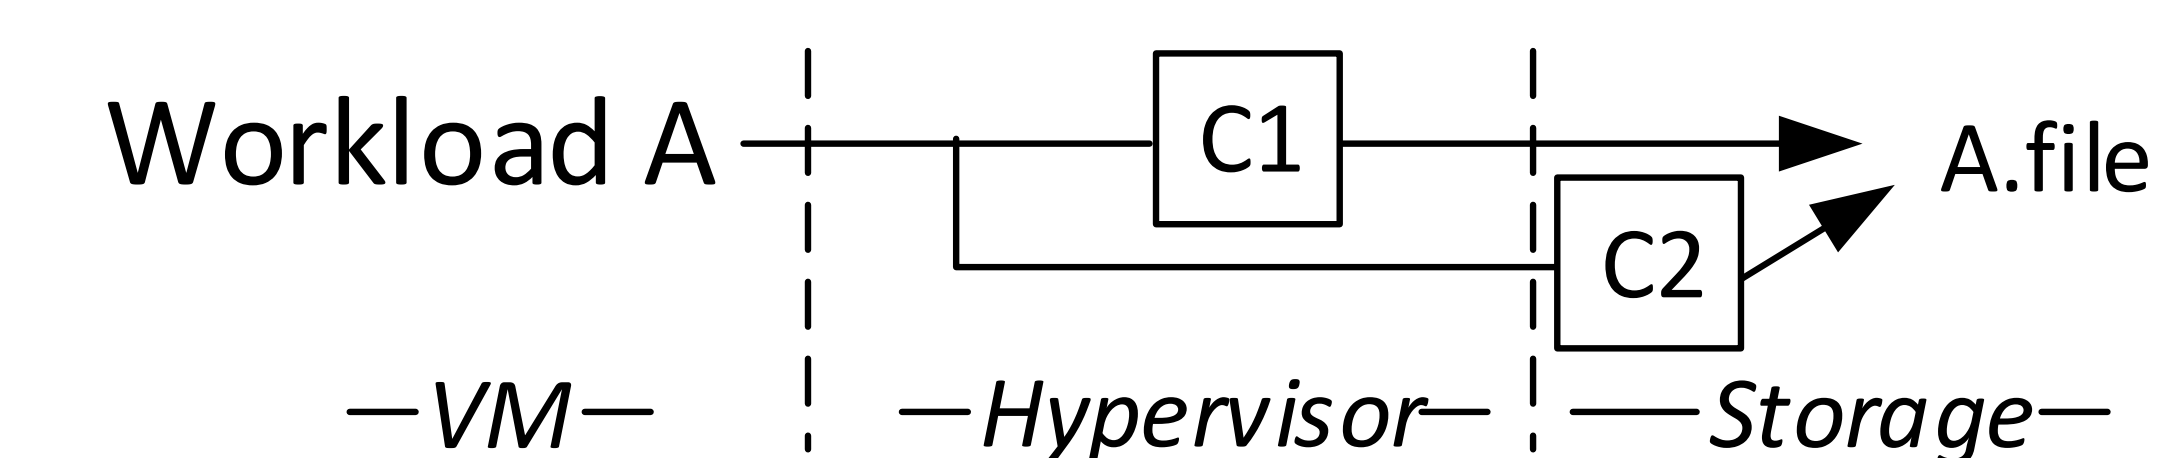 Workload A
C1
A.file
C2
VM
Hypervisor
Storage